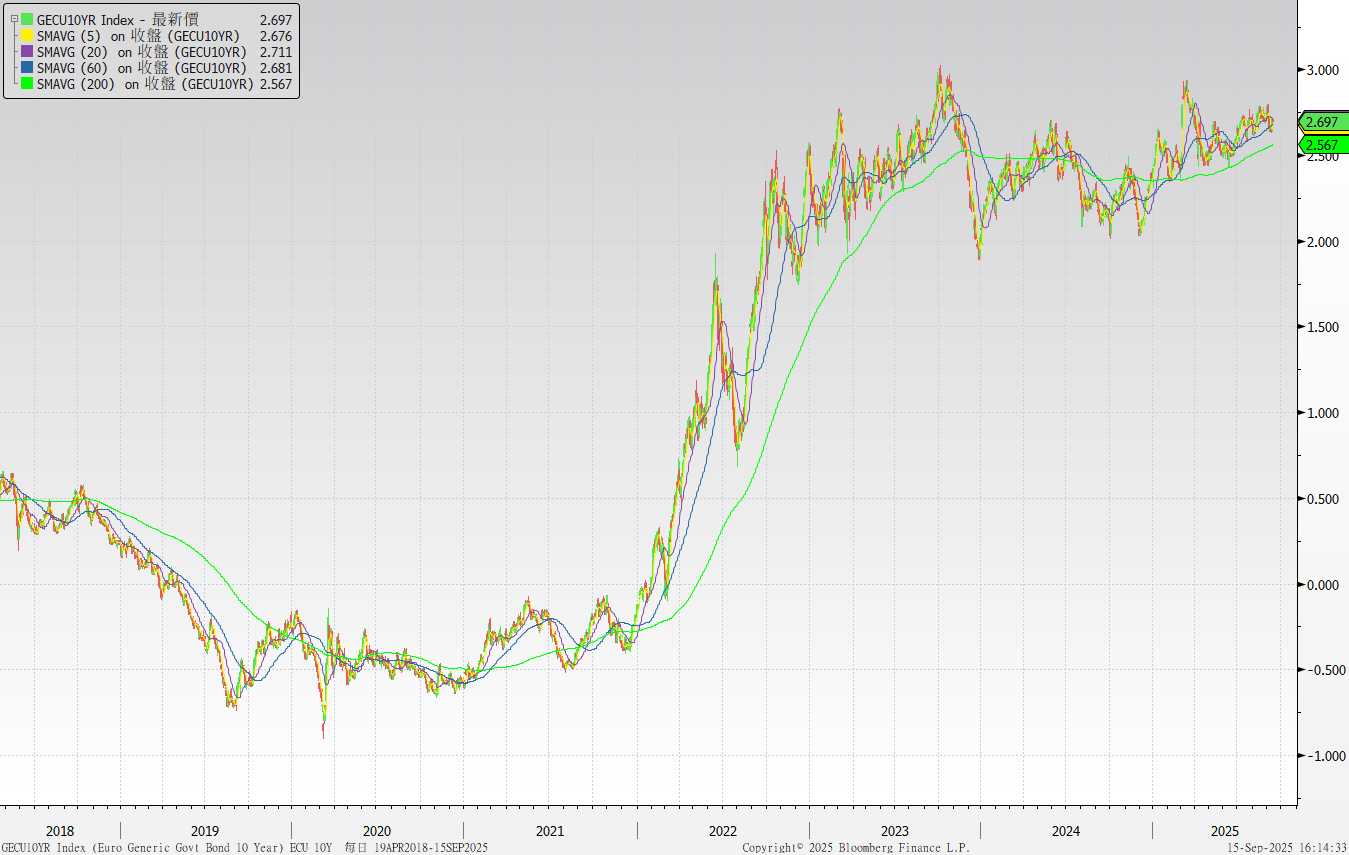 GECU10YR Index - 最新價 2.697
SMAVG (5) on 收盤 (GECU10YR) 2.676
SMAVG (20) on 收盤 (GECU10YR) 2.711
SMAVG (60) on 收盤 (GECU10YR) 2.681
SMAVG (200) on 收盤 (GECU10YR) 2.567
3.000
2.697
2.567
2.500
2.000
1.500
1.000
0.500
0.000
-0.500
-1.000
2018 2019 2020 2021 2022 2023 2024 2025
GECU10YR Index (Euro Generic Govt Bond 10 Year) ECU 10Y 每日 19APR2018-15SEP2025 Copyright© 2025 Bloomberg Finance L.P. 15-Sep-2025 16:14:33